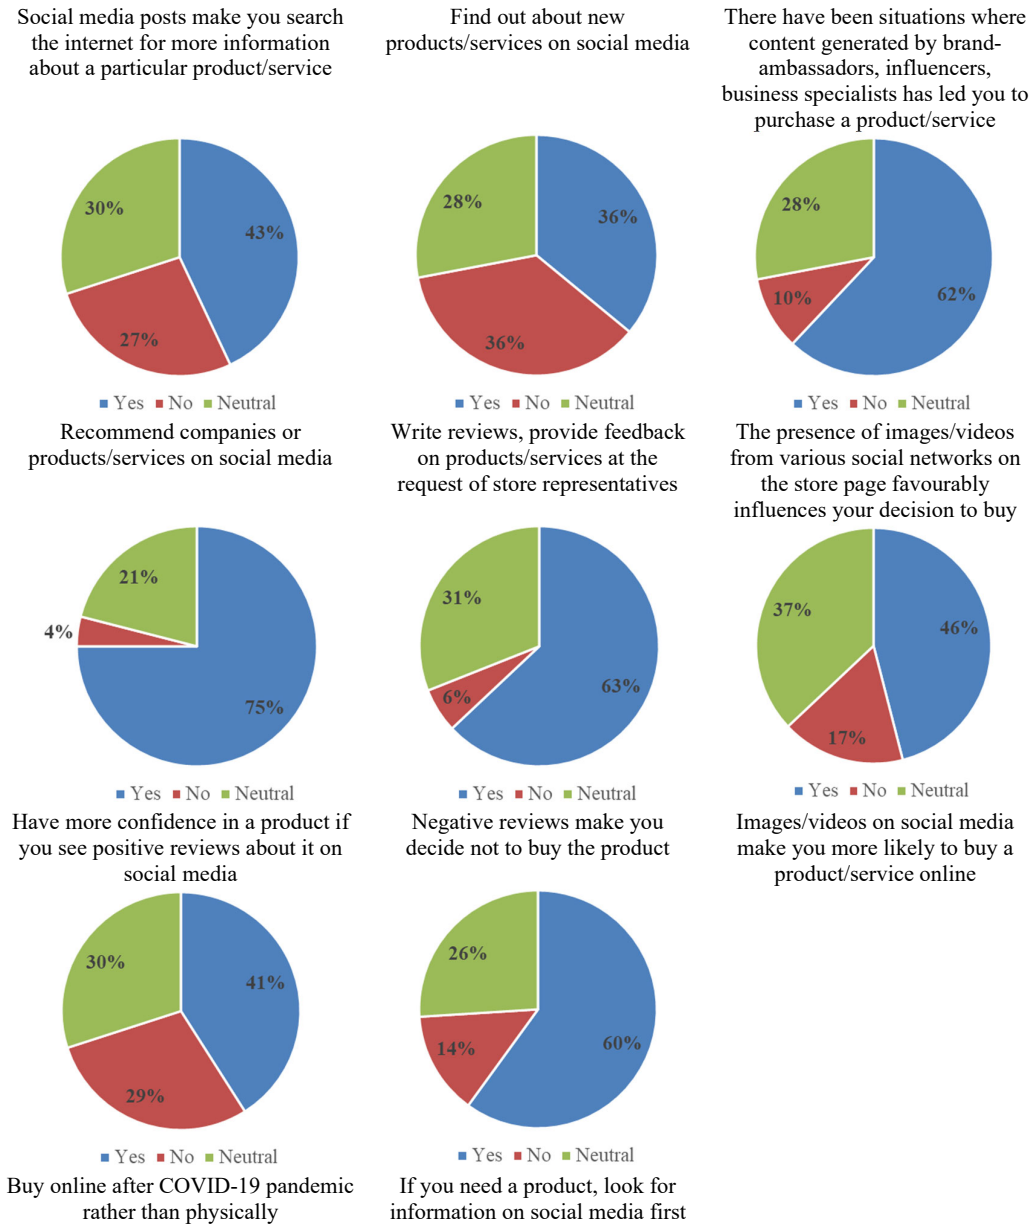 Social media posts make you search
the internet for more information
about a particular product/service
Find out about new
products/services on social media
There have been situations where
content generated by brand-
ambassadors, influencers,
business specialists has led you to
purchase a product/service
30%
43%
27%
Yes No Neutral
28%
36%
36%
Yes No Neutral
28%
10%
62%
Yes No Neutral
Recommend companies or
products/services on social media
Write reviews, provide feedback
on products/services at the
request of store representatives
The presence of images/videos
from various social networks on
the store page favourably
influences your decision to buy
21%
4%
75%
Yes No Neutral
31%
6%
63%
Yes No Neutral
37%
46%
17%
Yes No Neutral
Have more confidence in a product if
you see positive reviews about it on
social media
Negative reviews make you
decide not to buy the product
Images/videos on social media
make you more likely to buy a
product/service online
30%
41%
29%
Yes No Neutral
26%
14%
60%
Yes No Neutral
Buy online after COVID-19 pandemic
rather than physically
If you need a product, look for
information on social media first